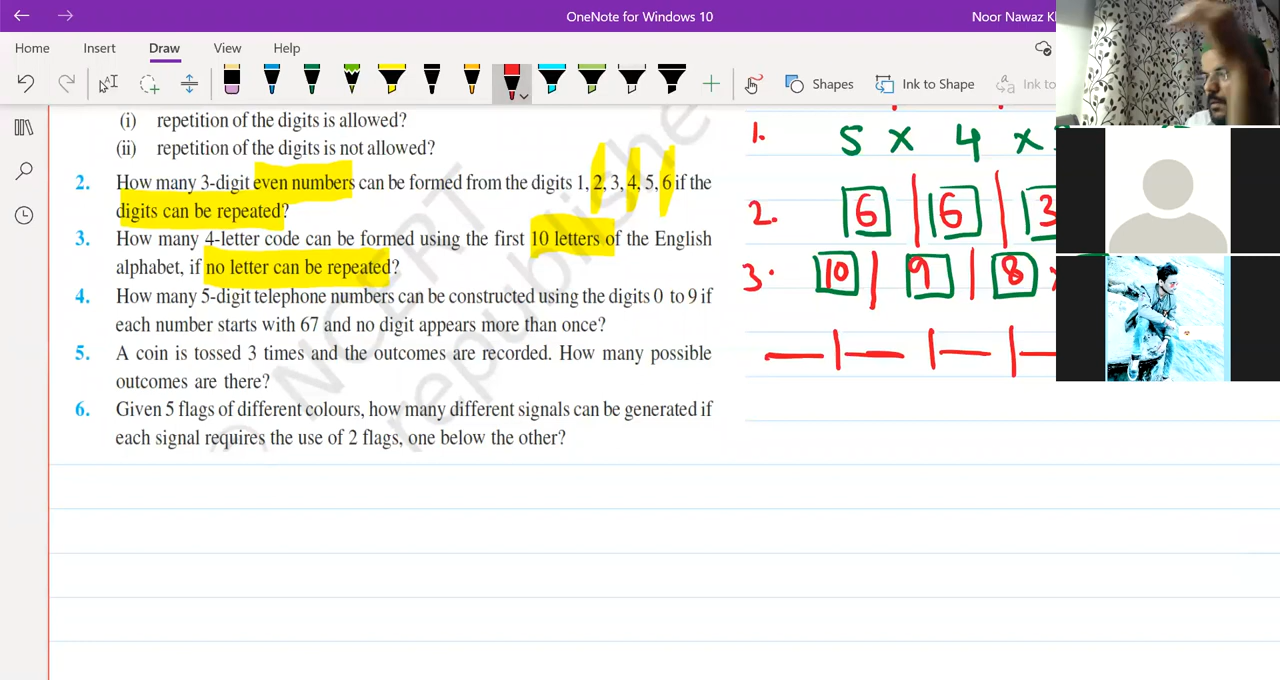 OneNote for Windows 10
Noor Nawaz
Home Insert Draw View Help
Shapes Ink to Shape Ink to
(i) repetition of the digits is allowed?
(ii) repetition of the digits is not allowed?
2. How many 3-digit even numbers can be formed from the digits 1, 2, 3, 4, 5, 6 if the
digits can be repeated?
3. How many 4-letter code can be formed using the first 10 letters of the English
alphabet, if no letter can be repeated?
4. How many 5-digit telephone numbers can be constructed using the digits 0 to 9 if
each number starts with 67 and no digit appears more than once?
5. A coin is tossed 3 times and the outcomes are recorded. How many possible
outcomes are there?
6. Given 5 flags of different colours, how many different signals can be generated if
each signal requires the use of 2 flags, one below the other?
© NCERT
republishe
1. 5 x 4 x
2. 6 6 3
3. 10 9 8